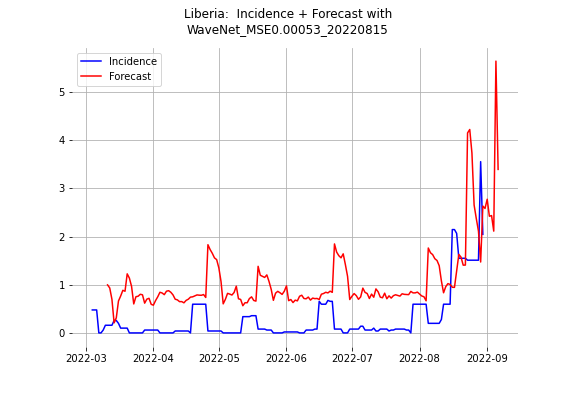 Liberia:  Incidence + Forecast with
WaveNet_MSE0.00053_20220815
Incidence
Forecast
5
4
3
2
1
0
2022-03 2022-04 2022-05 2022-06 2022-07 2022-08 2022-09